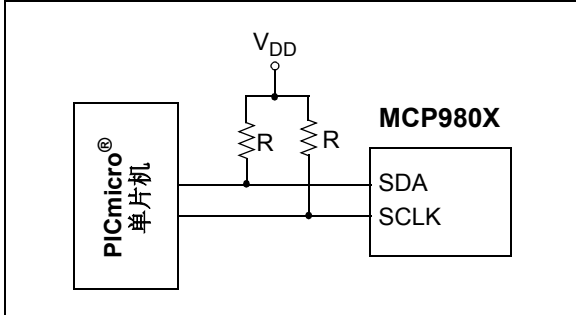 VDD
R
R
MCP980X
PICmicro®
单片机
SDA
SCLK